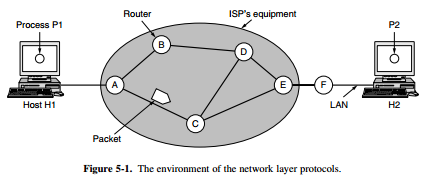 Router
ISP's equipment
Process P1
P2
B
D
A
E
F
C
Host H1
Packet
LAN
H2
Figure 5-1. The environment of the network layer protocols.